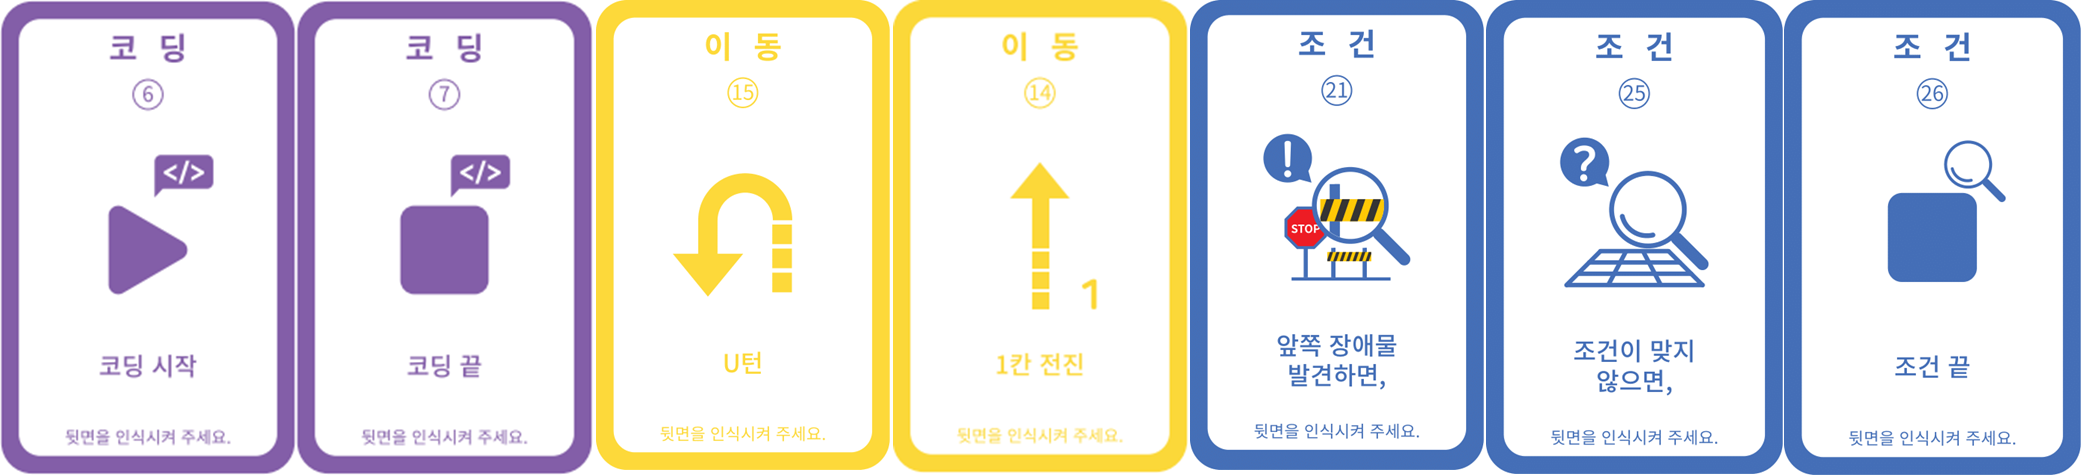 코 딩
⑥
</>
코딩 시작
뒷면을 인식시켜 주세요.
코 딩
⑦
</>
코딩 끝
뒷면을 인식시켜 주세요.
이 동
⑮
U턴
뒷면을 인식시켜 주세요.
이 동
⑭
1
1칸 전진
뒷면을 인식시켜 주세요.
조 건
㉑
!
STOP
앞쪽 장애물
발견하면,
뒷면을 인식시켜 주세요.
조 건
㉕
?
조건이 맞지
않으면,
뒷면을 인식시켜 주세요.
조 건
㉖
조건 끝
뒷면을 인식시켜 주세요.